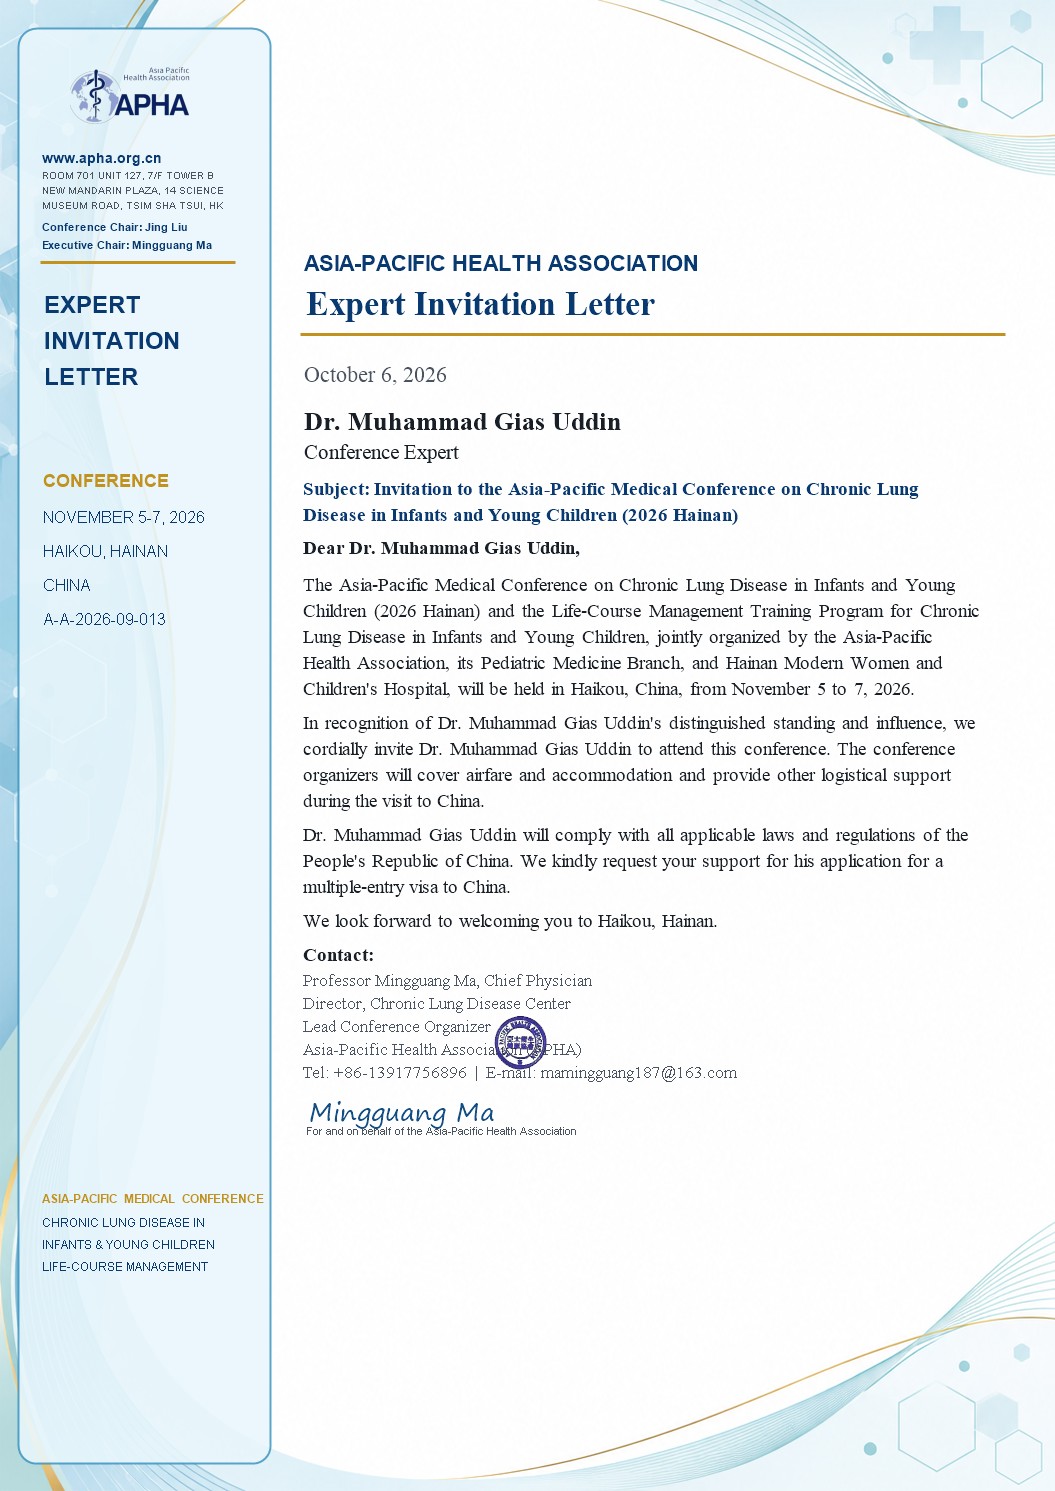 Asia Pacific
Health Association
APHA
www.apha.org.cn
ROOM 701 UNIT 127, 7/F TOWER B
NEW MANDARIN PLAZA, 14 SCIENCE
MUSEUM ROAD, TSIM SHA TSUI, HK
Conference Chair: Jing Liu
Executive Chair: Mingguang Ma
EXPERT
INVITATION
LETTER
CONFERENCE
NOVEMBER 5-7, 2026
HAIKOU, HAINAN
CHINA
A-A-2026-09-013
ASIA-PACIFIC MEDICAL CONFERENCE
CHRONIC LUNG DISEASE IN
INFANTS & YOUNG CHILDREN
LIFE-COURSE MANAGEMENT
ASIA-PACIFIC HEALTH ASSOCIATION
Expert Invitation Letter
October 6, 2026
Dr. Muhammad Gias Uddin
Conference Expert
Subject: Invitation to the Asia-Pacific Medical Conference on Chronic Lung
Disease in Infants and Young Children (2026 Hainan)
Dear Dr. Muhammad Gias Uddin,
The Asia-Pacific Medical Conference on Chronic Lung Disease in Infants and Young
Children (2026 Hainan) and the Life-Course Management Training Program for Chronic
Lung Disease in Infants and Young Children, jointly organized by the Asia-Pacific
Health Association, its Pediatric Medicine Branch, and Hainan Modern Women and
Children's Hospital, will be held in Haikou, China, from November 5 to 7, 2026.
In recognition of Dr. Muhammad Gias Uddin's distinguished standing and influence, we
cordially invite Dr. Muhammad Gias Uddin to attend this conference. The conference
organizers will cover airfare and accommodation and provide other logistical support
during the visit to China.
Dr. Muhammad Gias Uddin will comply with all applicable laws and regulations of the
People's Republic of China. We kindly request your support for his application for a
multiple-entry visa to China.
We look forward to welcoming you to Haikou, Hainan.
Contact:
Professor Mingguang Ma, Chief Physician
Director, Chronic Lung Disease Center
Lead Conference Organizer
Asia-Pacific Health Association (APHA)
Tel: +86-13917756896 | E-mail: mamingguang187@163.com
Mingguang Ma
For and on behalf of the Asia-Pacific Health Association